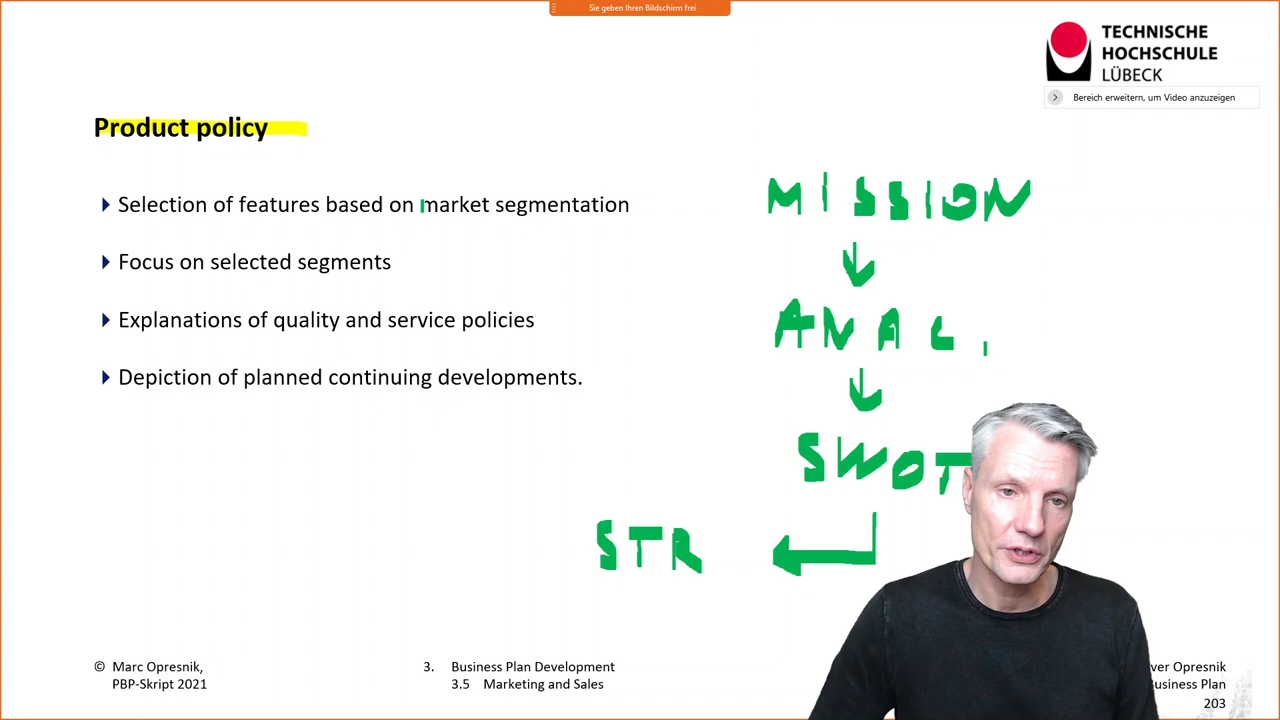 Sie geben Ihren Bildschirm frei
TECHNISCHE
HOCHSCHULE
LÜBECK
Bereich erweitern, um Video anzuzeigen
Product policy
Selection of features based on market segmentation
Focus on selected segments
Explanations of quality and service policies
Depiction of planned continuing developments.
MISSION
ANAL.
SWOT
STR
© Marc Opresnik,
PBP-Skript 2021
3. Business Plan Development
3.5 Marketing and Sales
ver Opresnik
Business Plan
203